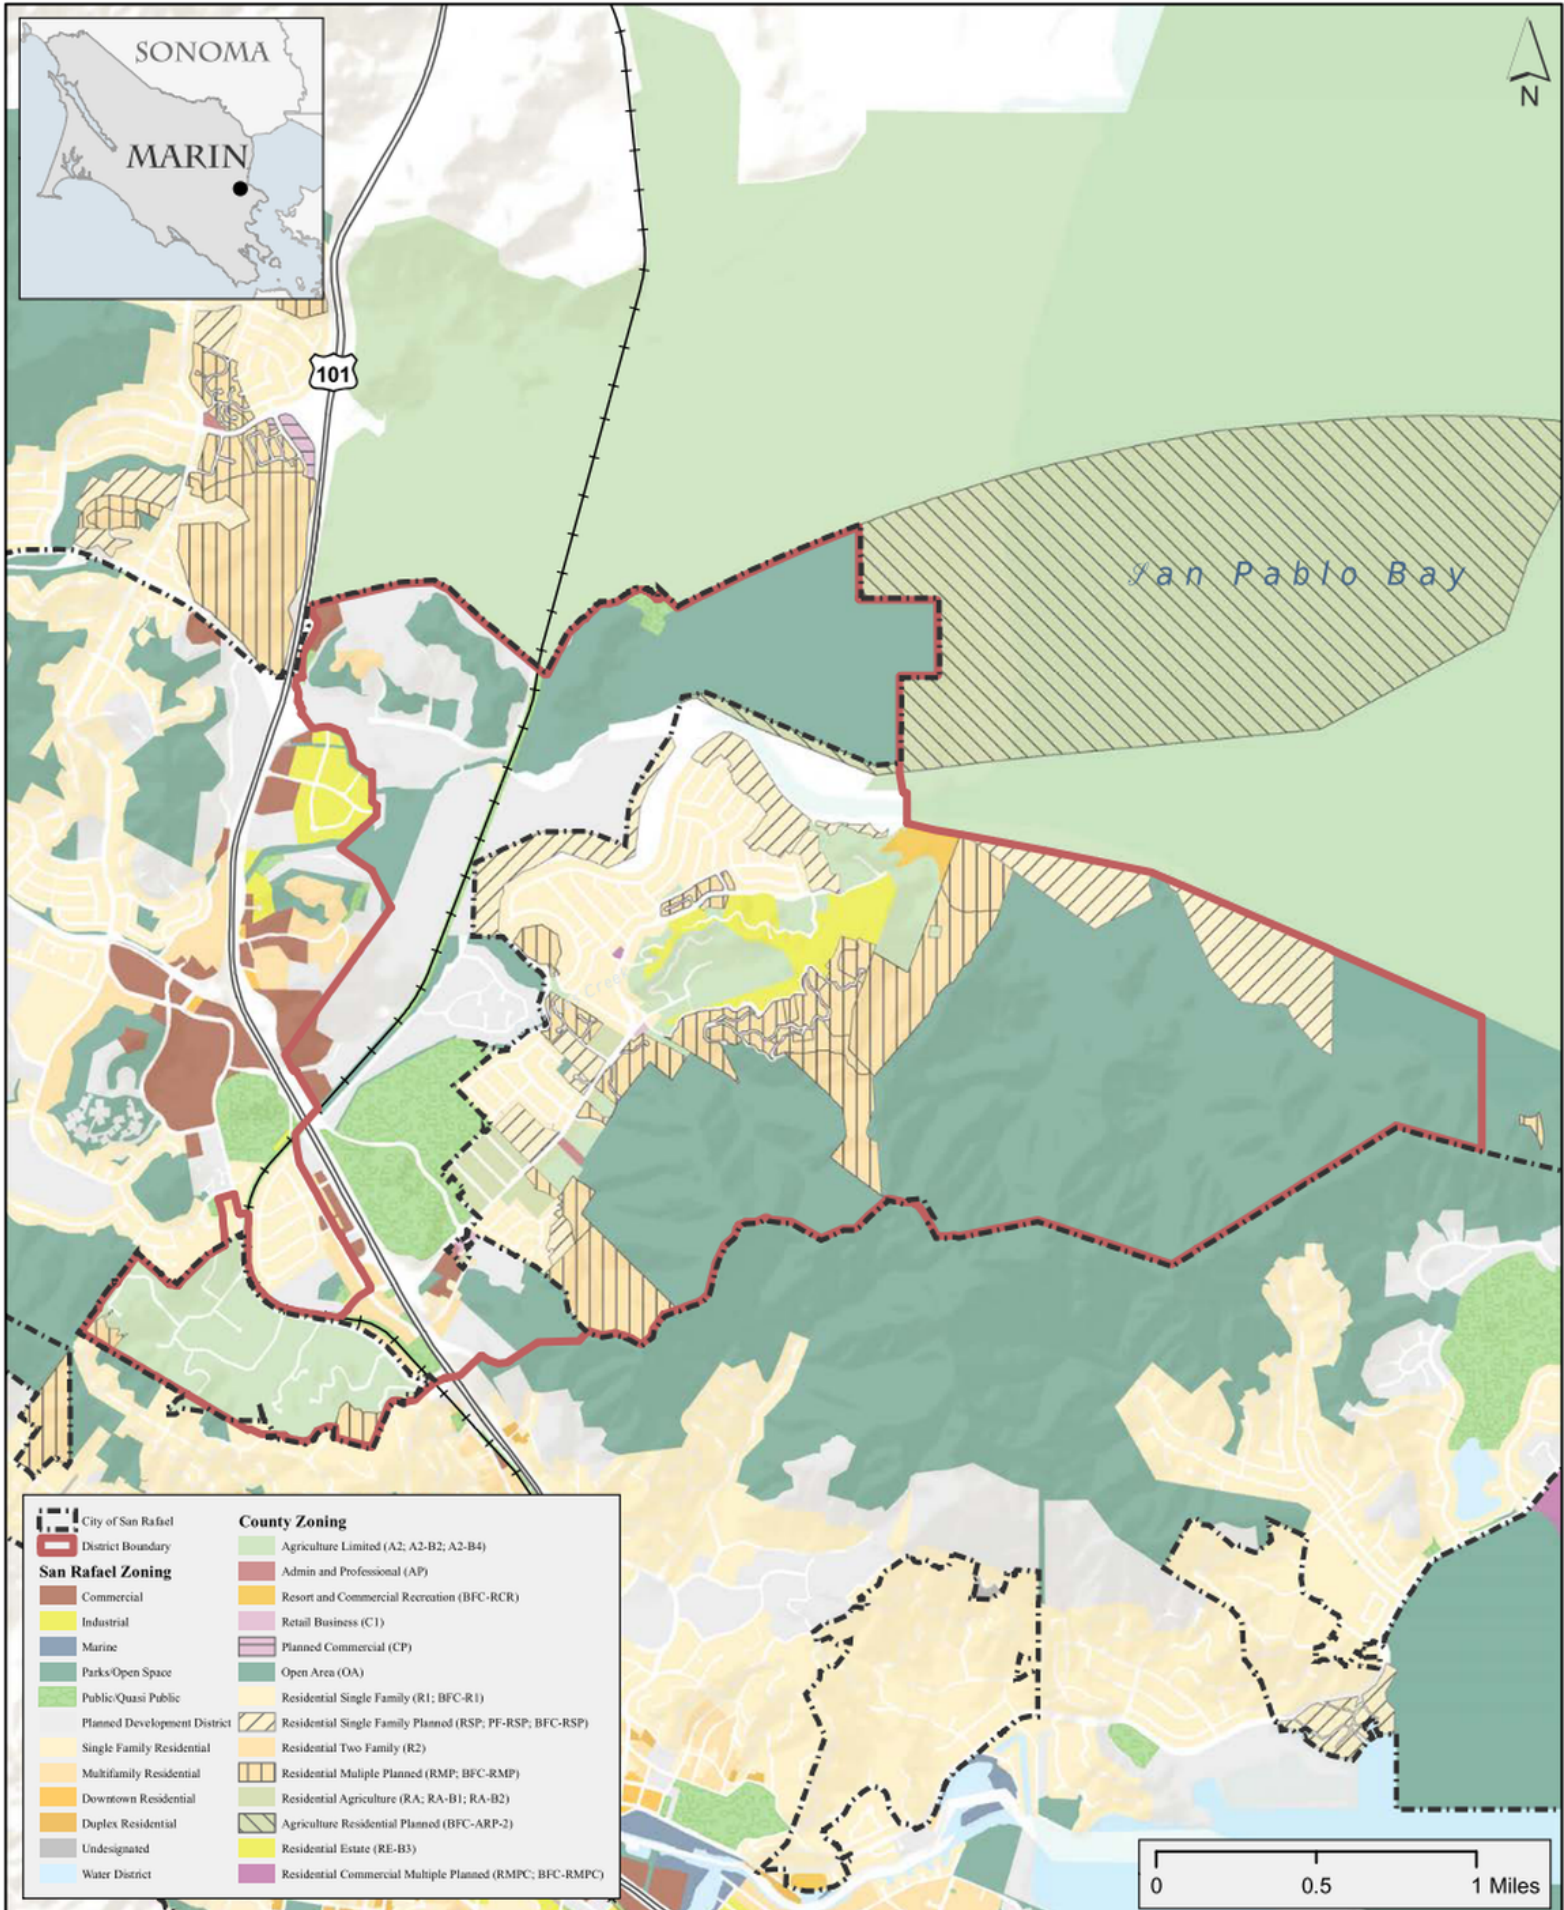 SONOMA
MARIN
N
101
San Pablo Bay
Creek
City of San Rafael
District Boundary
San Rafael Zoning
Commercial
Industrial
Marine
Parks/Open Space
Public/Quasi Public
Planned Development District
Single Family Residential
Multifamily Residential
Downtown Residential
Duplex Residential
Undesignated
Water District
County Zoning
Agriculture Limited (A2; A2-B2; A2-B4)
Admin and Professional (AP)
Resort and Commercial Recreation (BFC-RCR)
Retail Business (C1)
Planned Commercial (CP)
Open Area (OA)
Residential Single Family (R1; BFC-R1)
Residential Single Family Planned (RSP; PF-RSP; BFC-RSP)
Residential Two Family (R2)
Residential Muliple Planned (RMP; BFC-RMP)
Residential Agriculture (RA; RA-B1; RA-B2)
Agriculture Residential Planned (BFC-ARP-2)
Residential Estate (RE-B3)
Residential Commercial Multiple Planned (RMPC; BFC-RMPC)
0 0.5 1 Miles